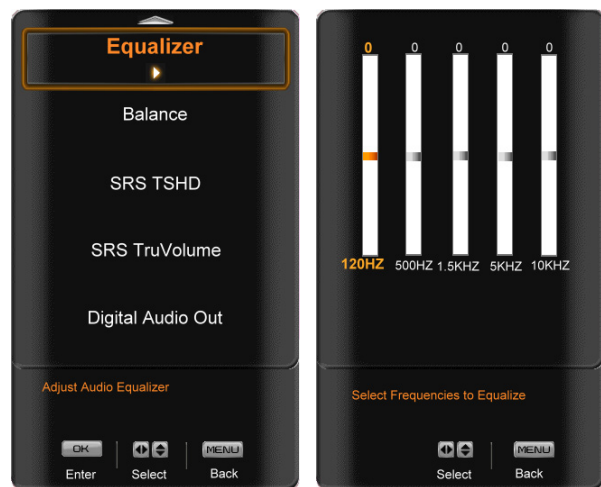 Equalizer
Balance
SRS TSHD
SRS TruVolume
Digital Audio Out
Adjust Audio Equalizer
OK MENU
Enter Select Back
0 0 0 0 0
120HZ 500HZ 1.5KHZ 5KHZ 10KHZ
Select Frequencies to Equalize
MENU
Select Back